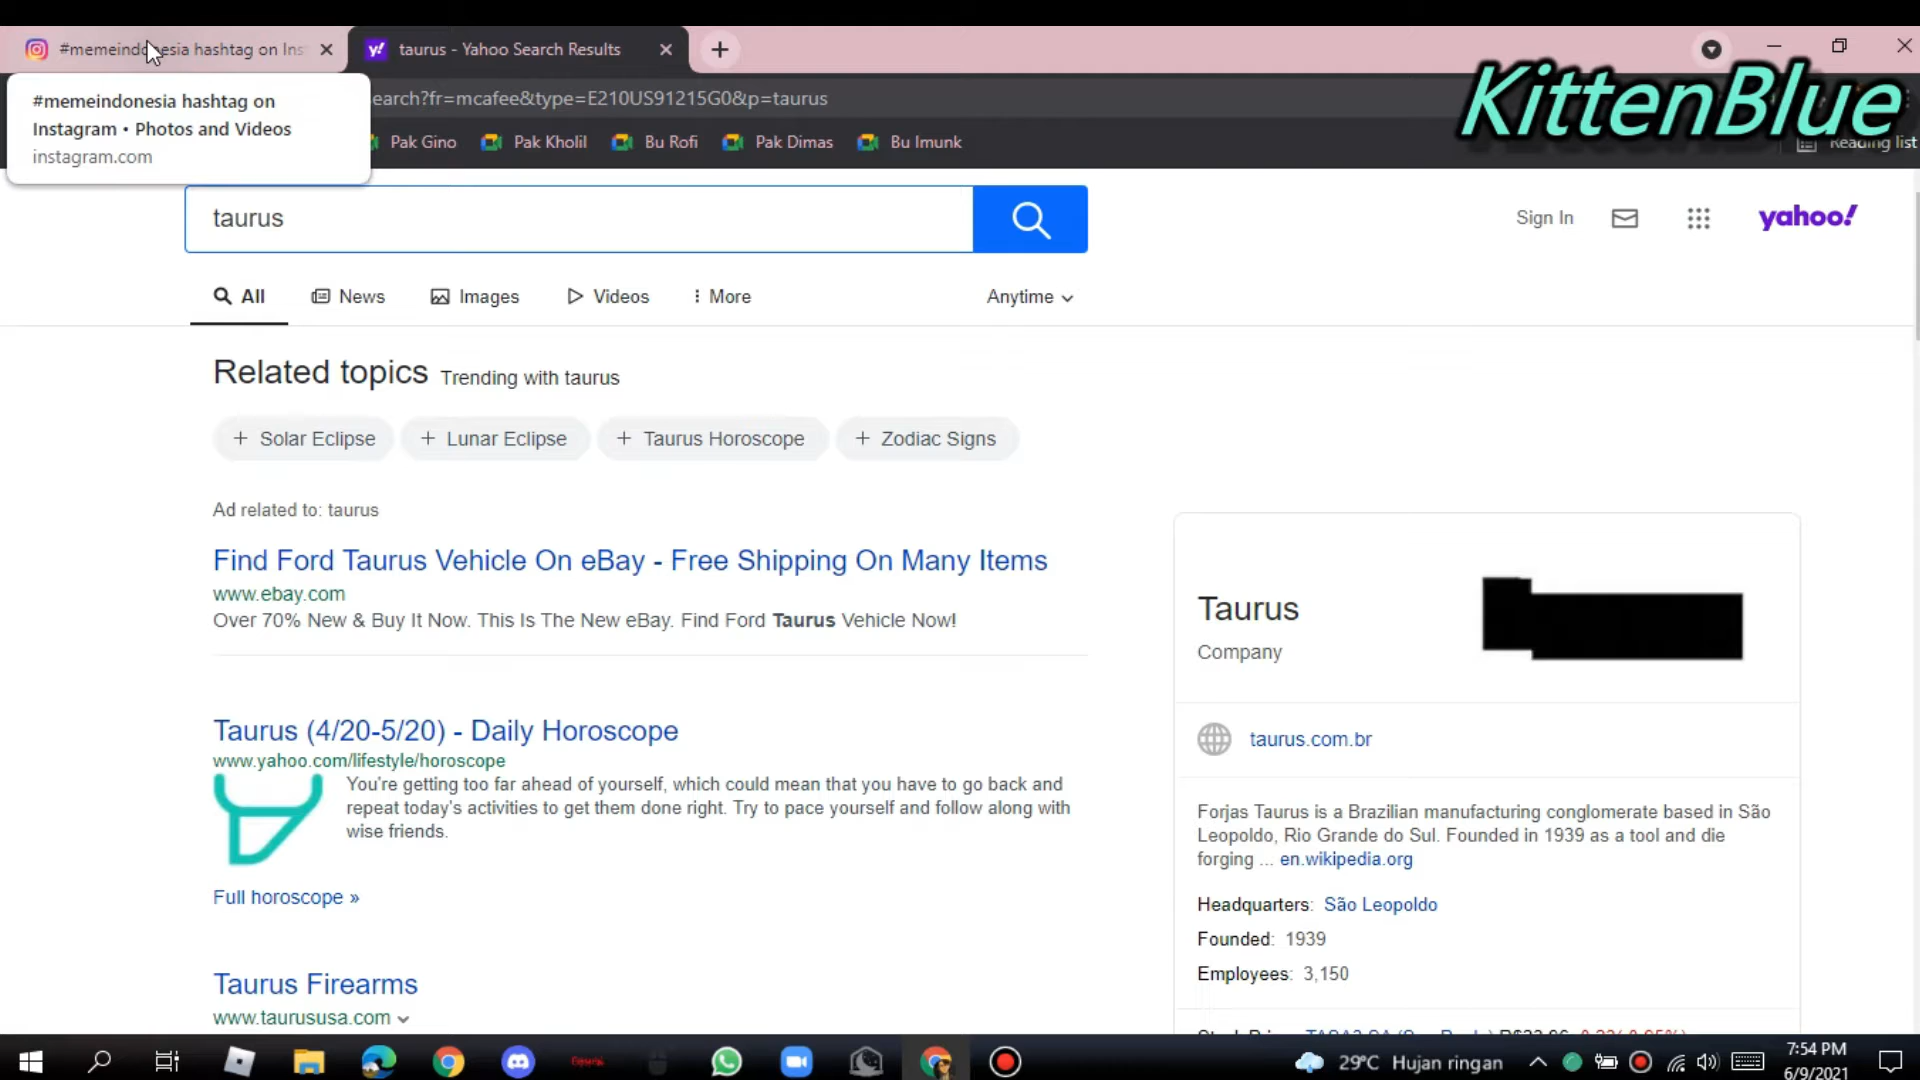 #memeindonesia hashtag on Ins
taurus - Yahoo Search Results
KittenBlue
#memeindonesia hashtag on
Instagram • Photos and Videos
instagram.com
earch?fr=mcafee&type=E210US91215G0&p=taurus
Pak Gino
Pak Kholil
Bu Rofi
Pak Dimas
Bu Imunk
Reading list
taurus
Sign In
yahoo!
All
News
Images
Videos
More
Anytime
Related topics Trending with taurus
+ Solar Eclipse
+ Lunar Eclipse
+ Taurus Horoscope
+ Zodiac Signs
Ad related to: taurus
Find Ford Taurus Vehicle On eBay - Free Shipping On Many Items
www.ebay.com
Over 70% New & Buy It Now. This Is The New eBay. Find Ford Taurus Vehicle Now!
Taurus (4/20-5/20) - Daily Horoscope
www.yahoo.com/lifestyle/horoscope
You're getting too far ahead of yourself, which could mean that you have to go back and
repeat today's activities to get them done right. Try to pace yourself and follow along with
wise friends.
Full horoscope »
Taurus Firearms
www.taurususa.com
Taurus
Company
taurus.com.br
Forjas Taurus is a Brazilian manufacturing conglomerate based in São
Leopoldo, Rio Grande do Sul. Founded in 1939 as a tool and die
forging ... en.wikipedia.org
Headquarters: São Leopoldo
Founded: 1939
Employees: 3,150
29°C Hujan ringan
7:54 PM
6/9/2021